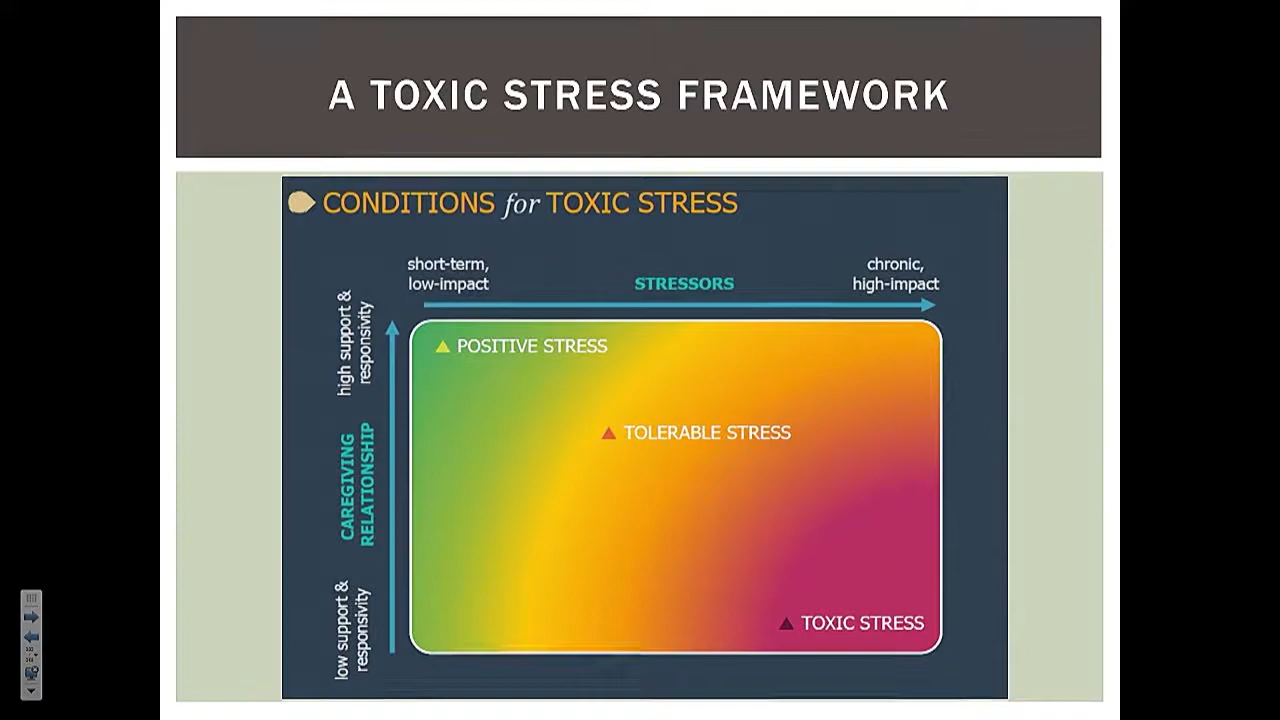 A TOXIC STRESS FRAMEWORK
CONDITIONS for TOXIC STRESS
short-term,
low-impact
STRESSORS
chronic,
high-impact
high support &
responsivity
CAREGIVING
RELATIONSHIP
low support &
responsivity
POSITIVE STRESS
TOLERABLE STRESS
TOXIC STRESS